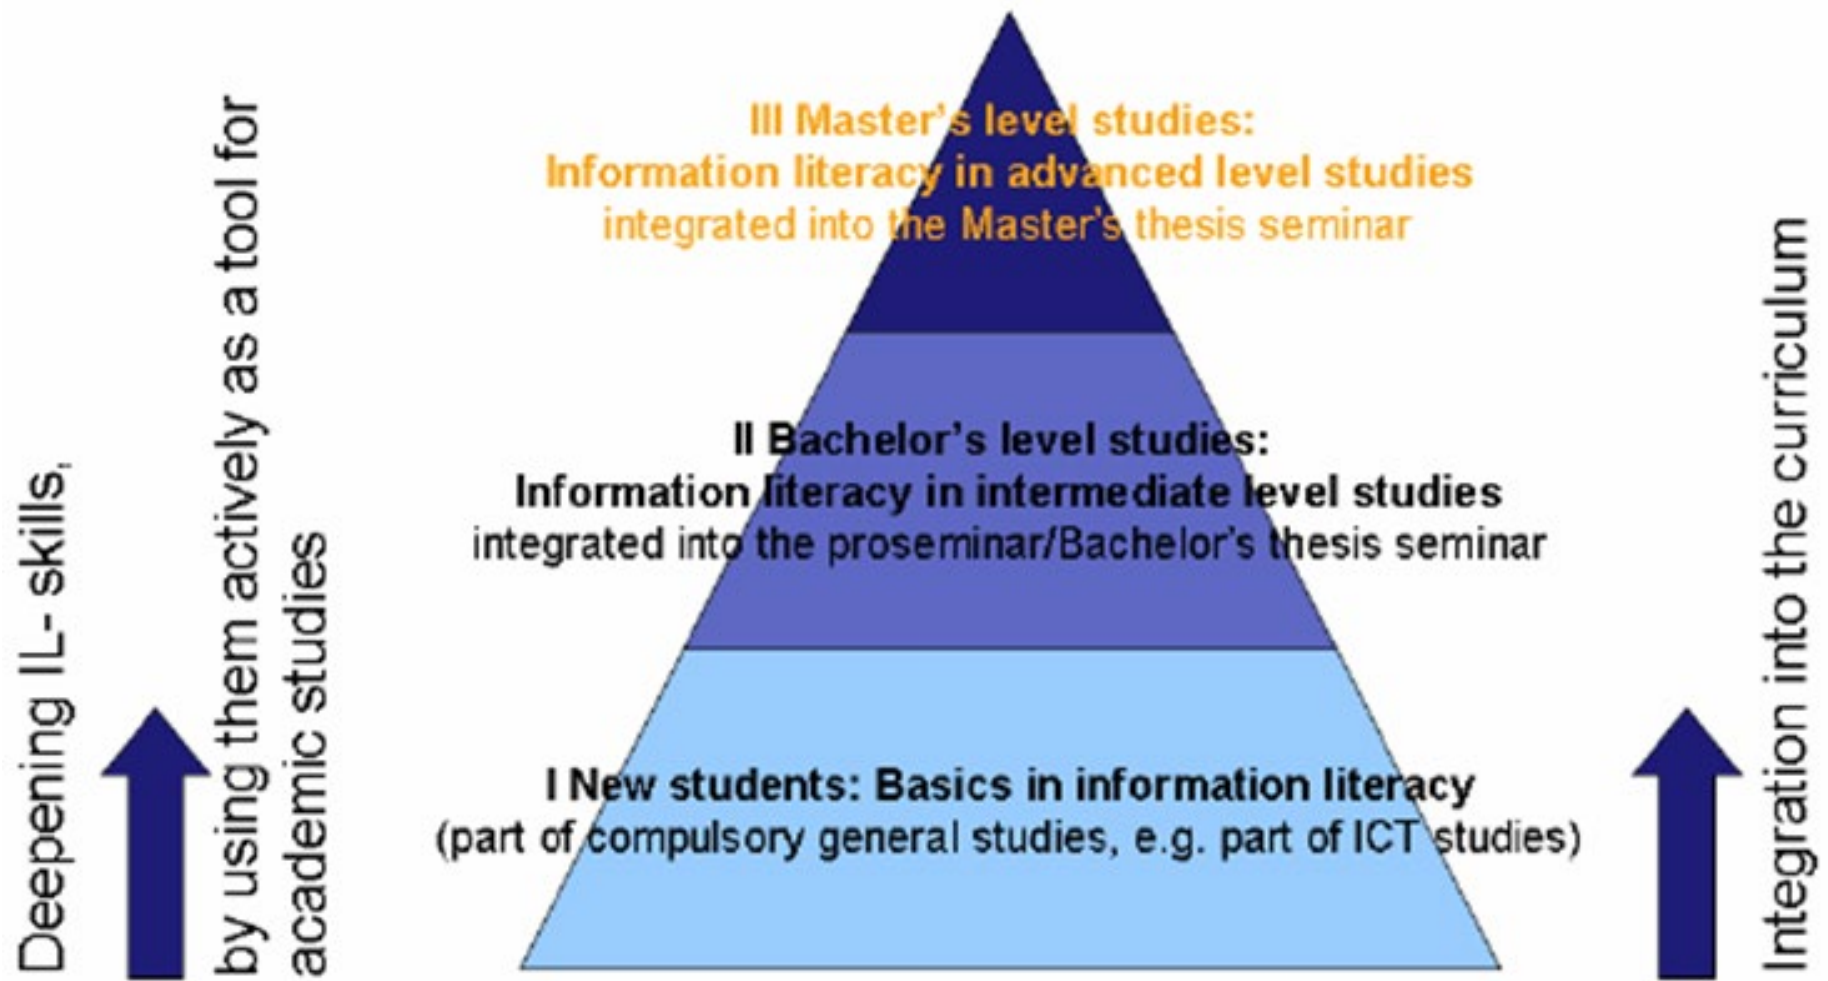 Deepening IL- skills,
by using them actively as a tool for
academic studies
III Master's level studies:
Information literacy in advanced level studies
integrated into the Master's thesis seminar
II Bachelor's level studies:
Information literacy in intermediate level studies
integrated into the proseminar/Bachelor's thesis seminar
I New students: Basics in information literacy
(part of compulsory general studies, e.g. part of ICT studies)
Integration into the curriculum